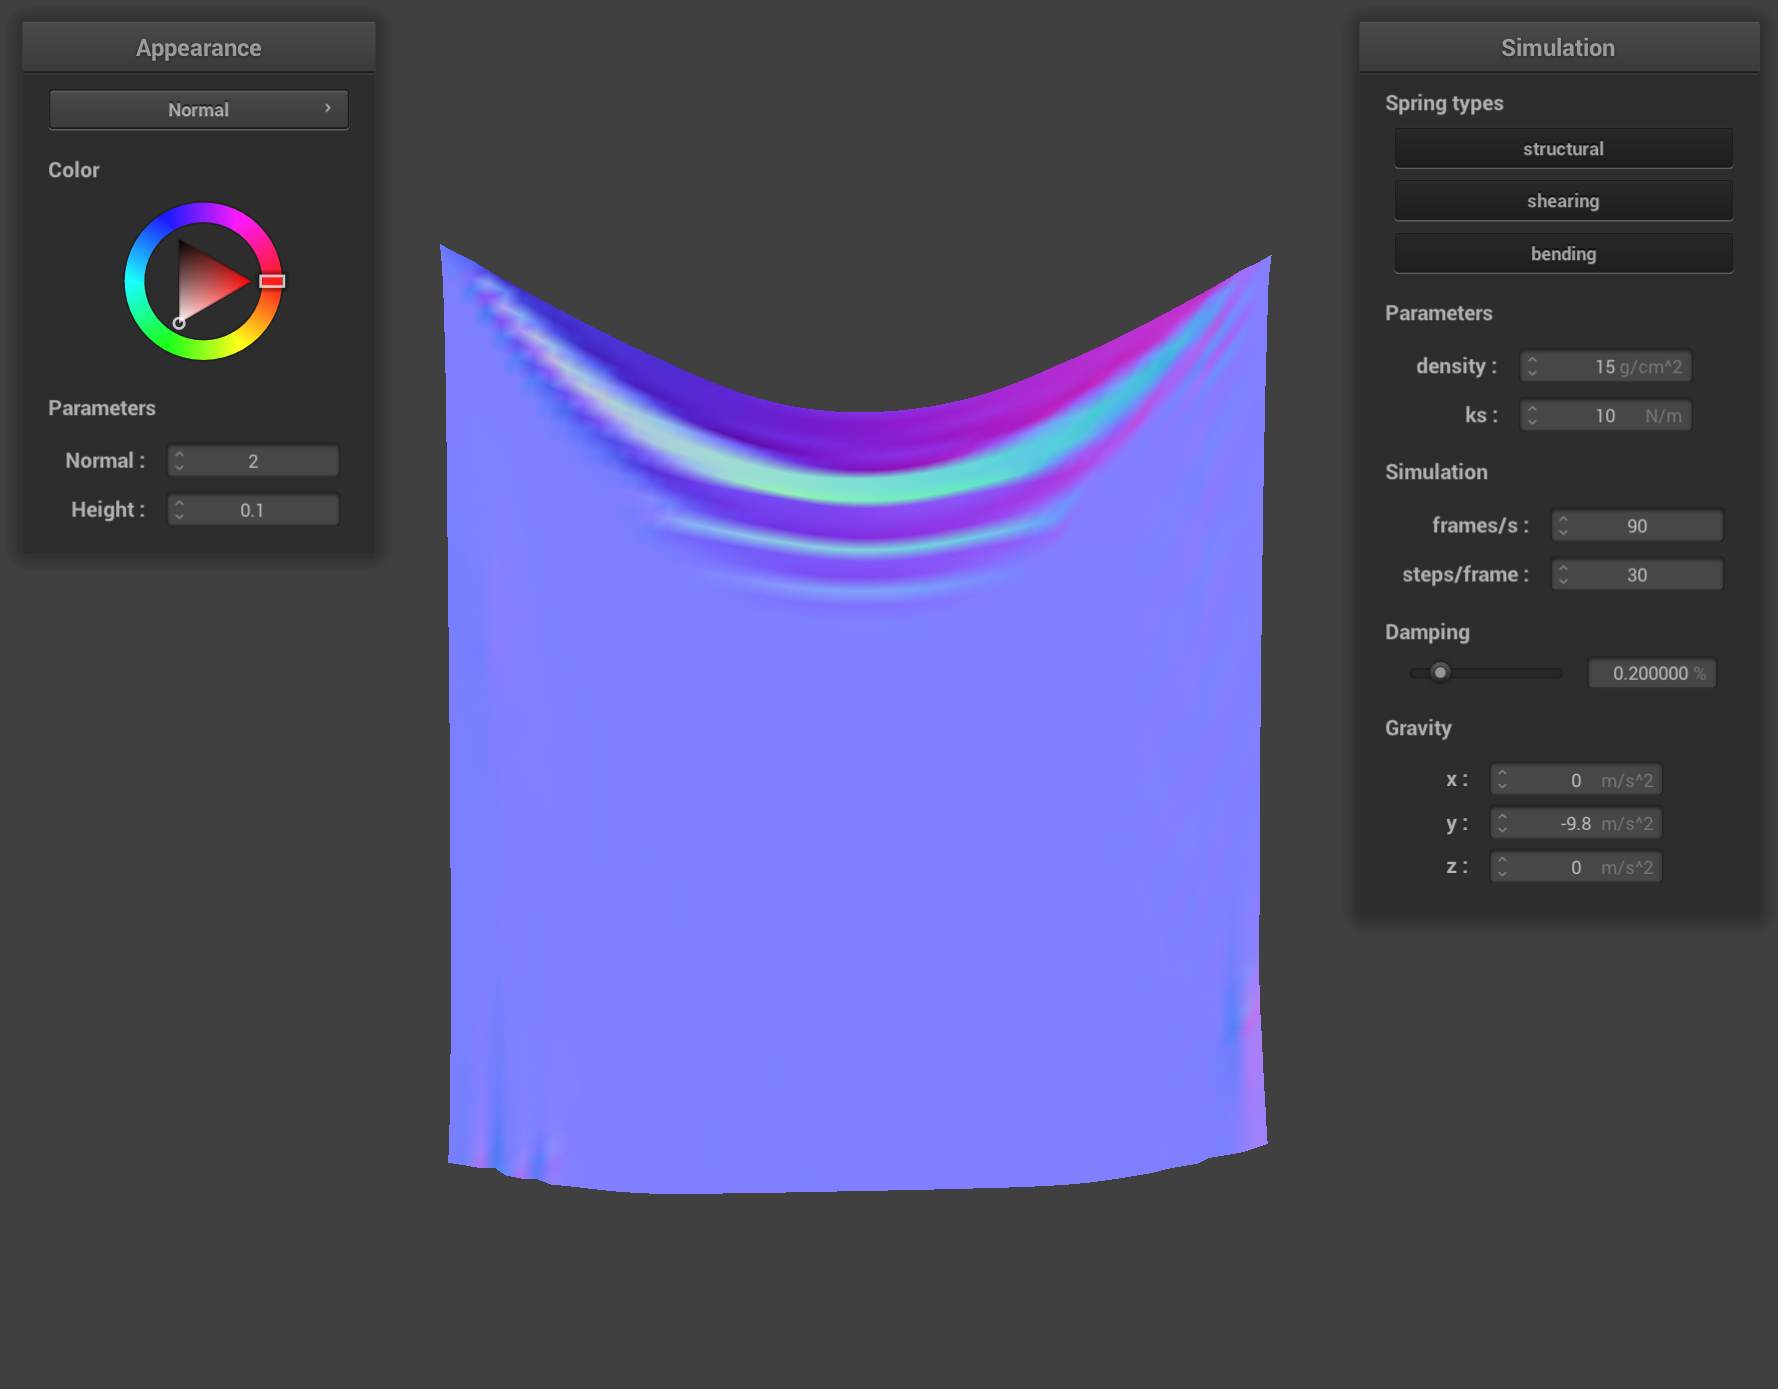 Appearance
Normal
Color
Parameters
Normal : 2
Height : 0.1
Simulation
Spring types
structural
shearing
bending
Parameters
density : 15 g/cm^2
ks : 10 N/m
Simulation
frames/s : 90
steps/frame : 30
Damping
0.200000 %
Gravity
x : 0 m/s^2
y : -9.8 m/s^2
z : 0 m/s^2